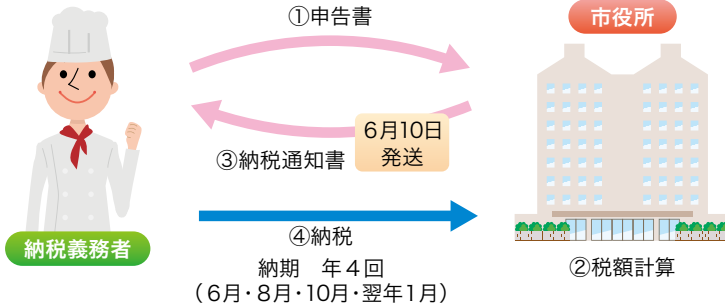 ①申告書
市役所
6月10日
発送
③納税通知書
④納税
納税義務者
納期　年4回
（6月・8月・10月・翌年1月）
②税額計算